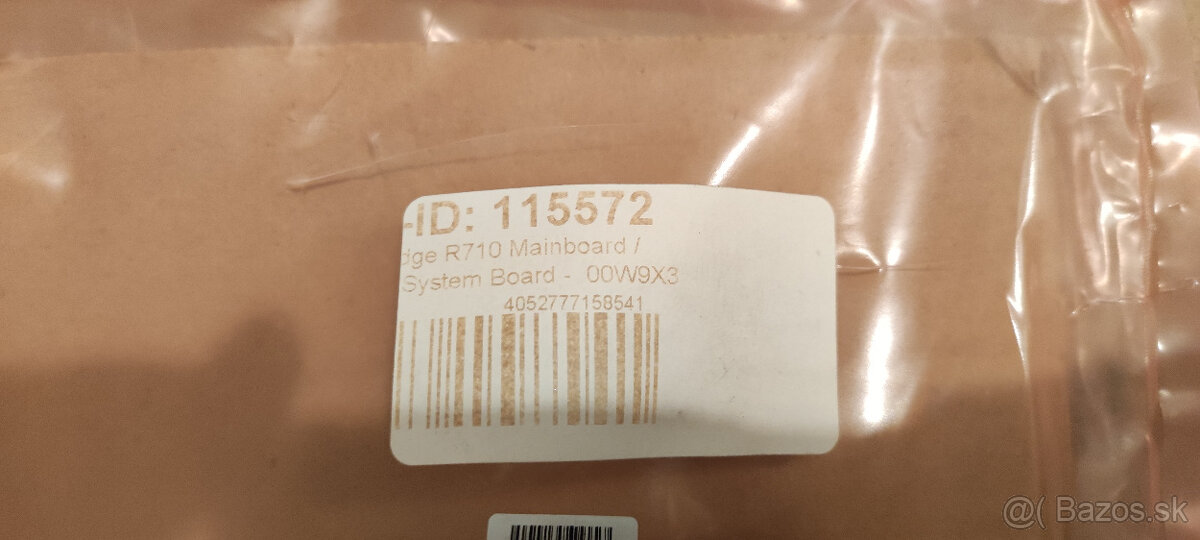 -ID: 115572
dge R710 Mainboard /
System Board - 00W9X3
4052777158541
@( Bazos.sk